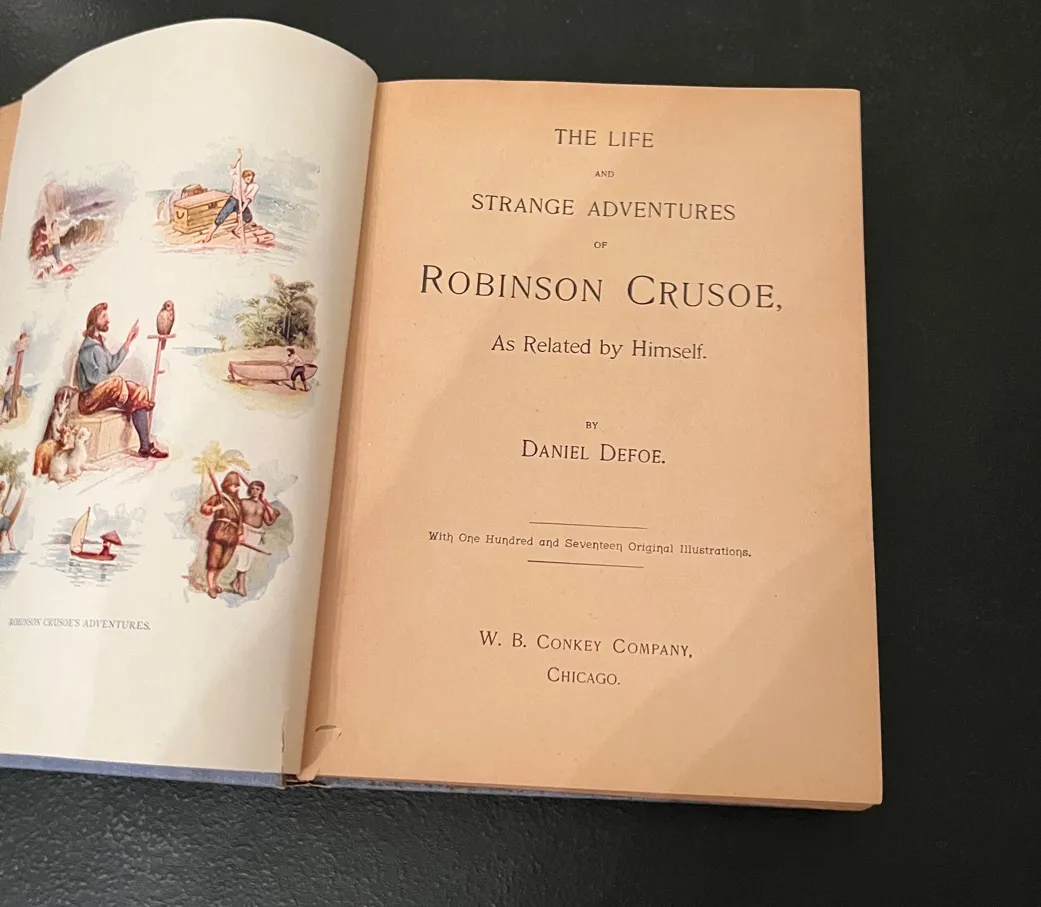 ROBINSON CRUSOE'S ADVENTURES.
THE LIFE
AND
STRANGE ADVENTURES
OF
ROBINSON CRUSOE,
As Related by Himself.
BY
DANIEL DEFOE.
With One Hundred and Seventeen Original Illustrations.
W. B. CONKEY COMPANY,
CHICAGO.